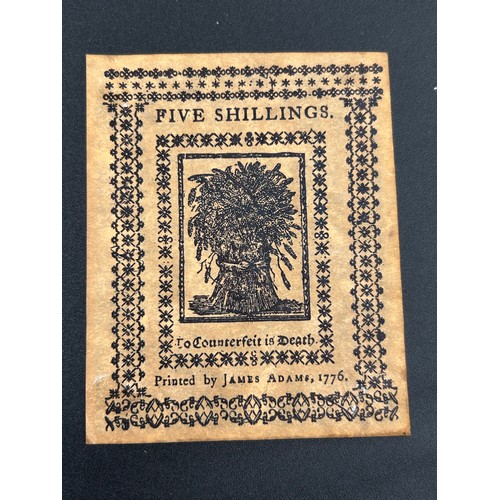 FIVE SHILLINGS.
To Counterfeit is Death.
Printed by JAMES ADAMS, 1776.